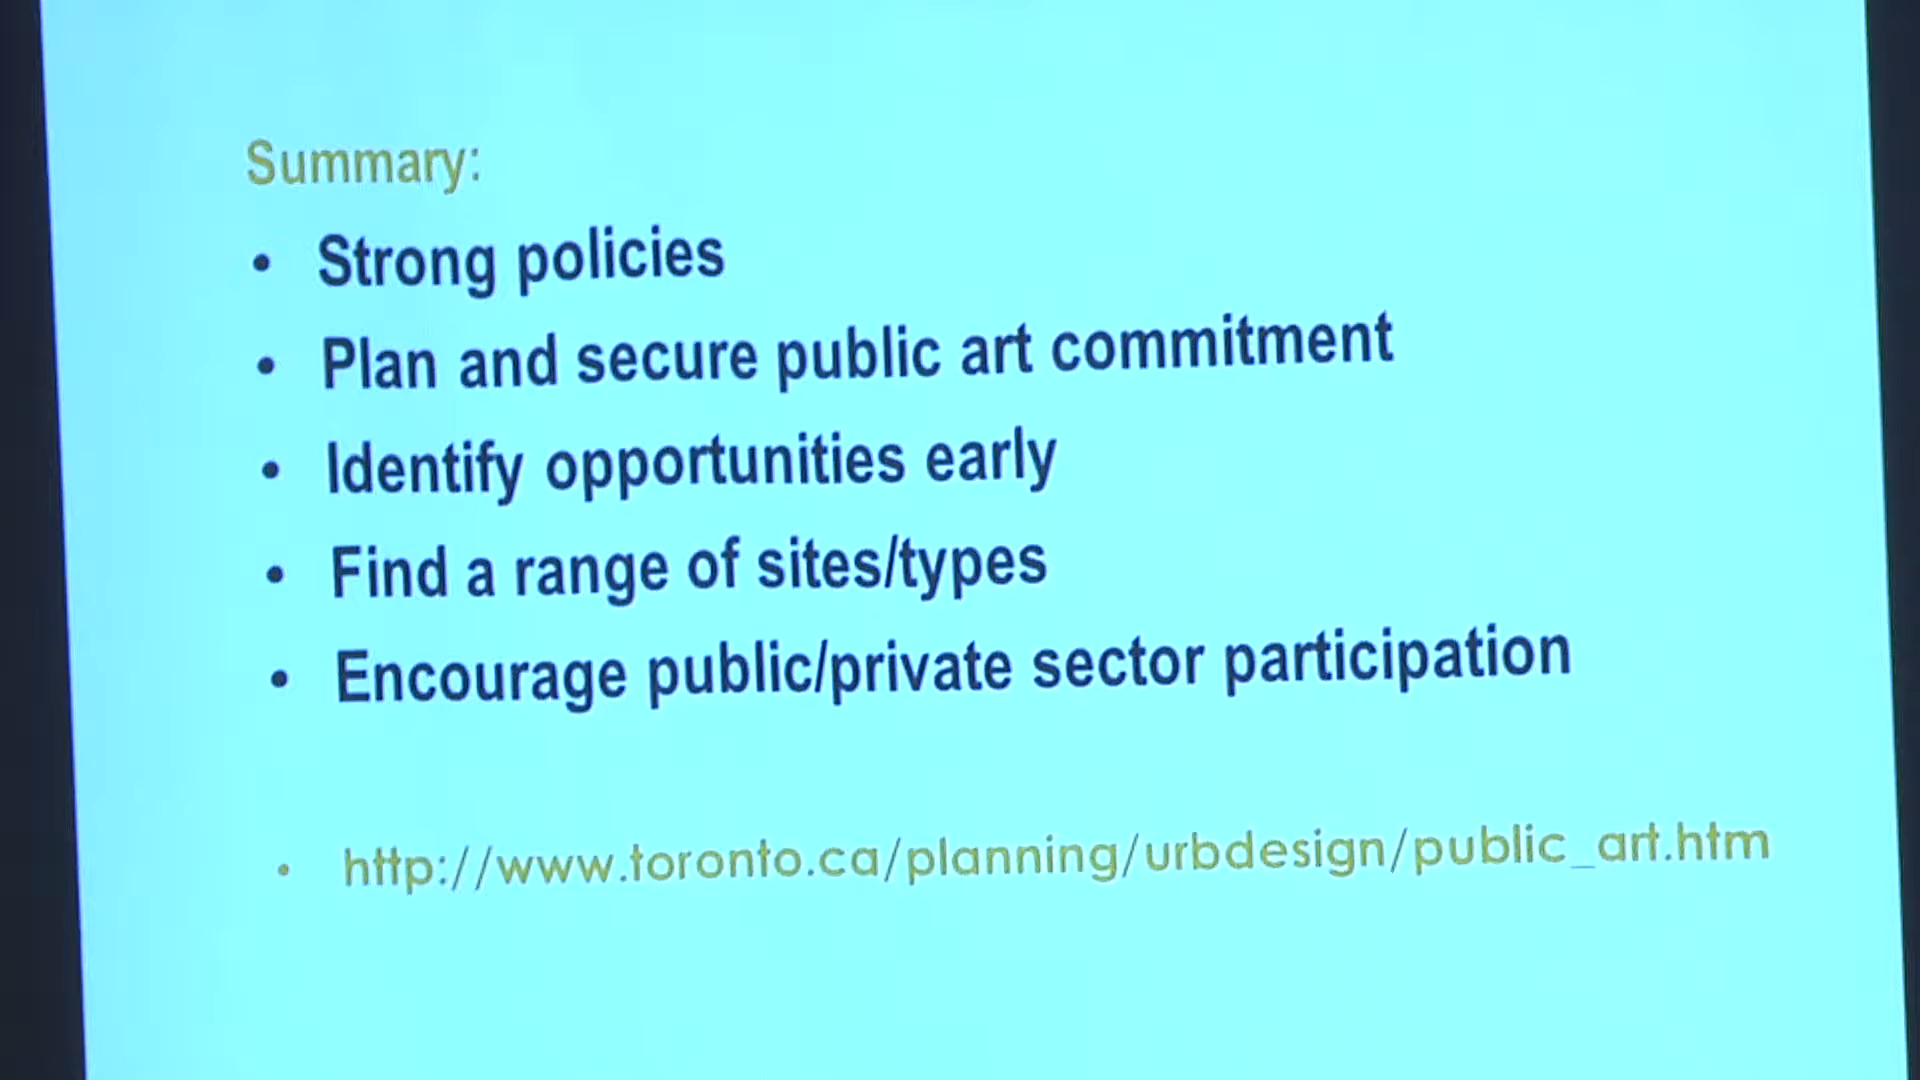 Summary:
• Strong policies
• Plan and secure public art commitment
• Identify opportunities early
• Find a range of sites/types
• Encourage public/private sector participation
• http://www.toronto.ca/planning/urbdesign/public_art.htm